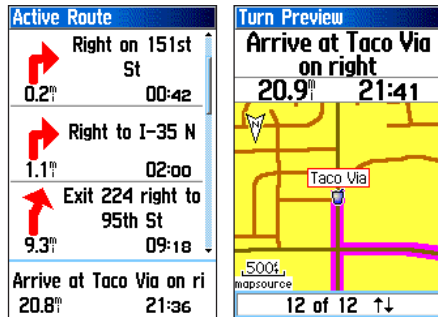 Active Route
Right on 151st
St
0.2mi 00:42
Right to I-35 N
1.1mi 02:00
Exit 224 right to
95th St
9.3mi 09:18
Arrive at Taco Via on ri
20.8mi 21:36
Turn Preview
Arrive at Taco Via
on right
20.9mi 21:41
N
Taco Via
500ft
mapsource
12 of 12 ↑↓